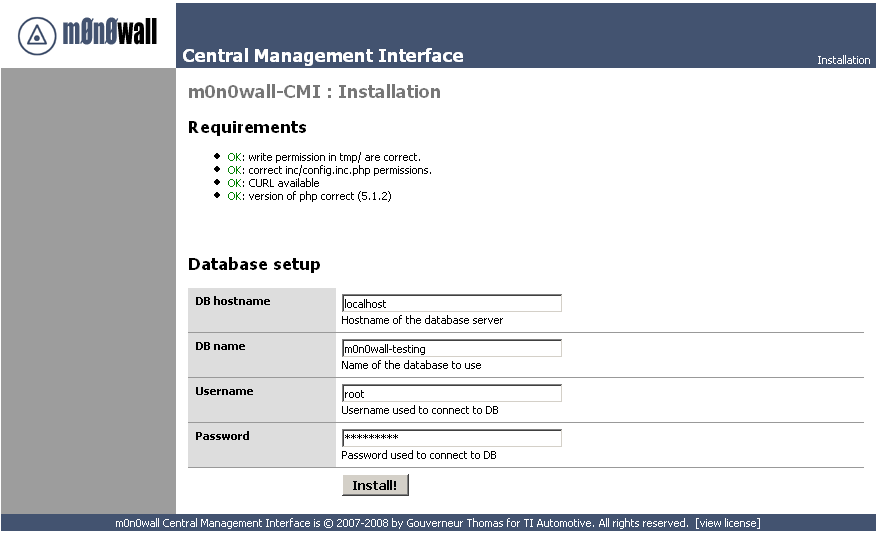 m0n0wall
Central Management Interface
Installation
m0n0wall-CMI : Installation
Requirements
OK: write permission in tmp/ are correct.
OK: correct inc/config.inc.php permissions.
OK: CURL available
OK: version of php correct (5.1.2)
Database setup
DB hostname
localhost
Hostname of the database server
DB name
m0n0wall-testing
Name of the database to use
Username
root
Username used to connect to DB
Password
*********
Password used to connect to DB
Install!
m0n0wall Central Management Interface is © 2007-2008 by Gouverneur Thomas for TI Automotive. All rights reserved. [view license]